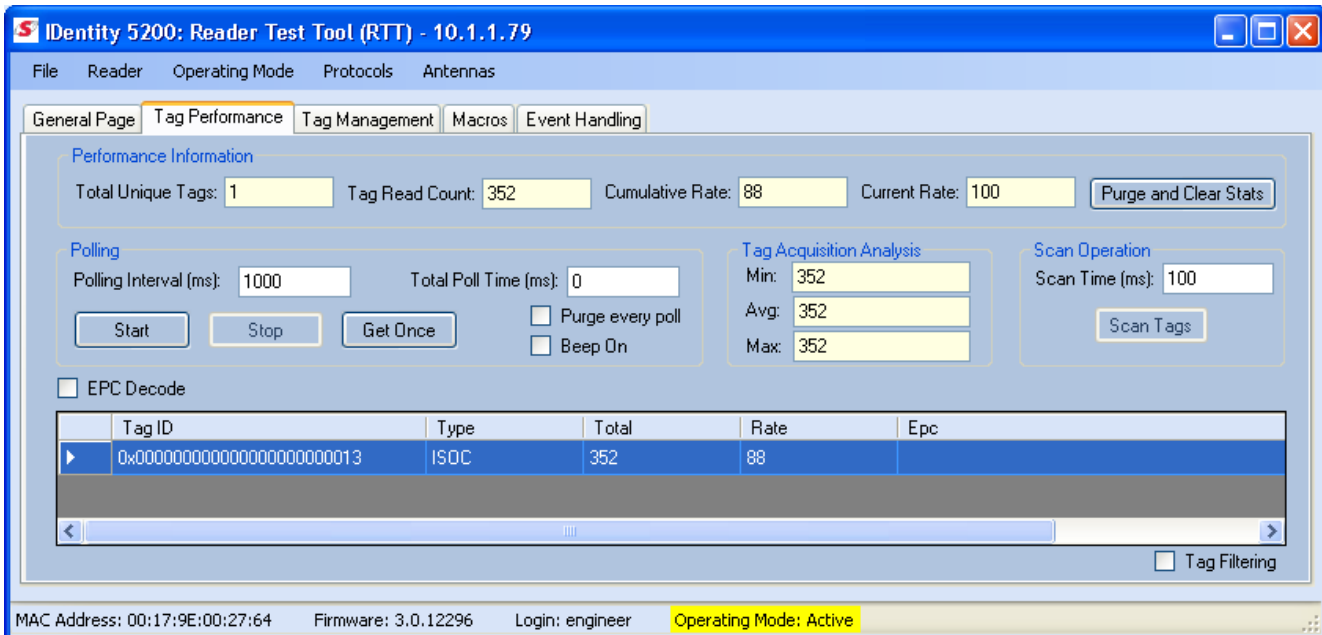 IDentity 5200: Reader Test Tool (RTT) - 10.1.1.79
File Reader Operating Mode Protocols Antennas
General Page Tag Performance Tag Management Macros Event Handling
Performance Information
Total Unique Tags: 1 Tag Read Count: 352 Cumulative Rate: 88 Current Rate: 100 Purge and Clear Stats
Polling Tag Acquisition Analysis Scan Operation
Polling Interval (ms): 1000 Total Poll Time (ms): 0 Min: 352 Scan Time (ms): 100
Start Stop Get Once Purge every poll Avg: 352 Scan Tags
Beep On Max: 352
EPC Decode
Tag ID Type Total Rate Epc
0x000000000000000000000013 ISOC 352 88
Tag Filtering
MAC Address: 00:17:9E:00:27:64 Firmware: 3.0.12296 Login: engineer Operating Mode: Active